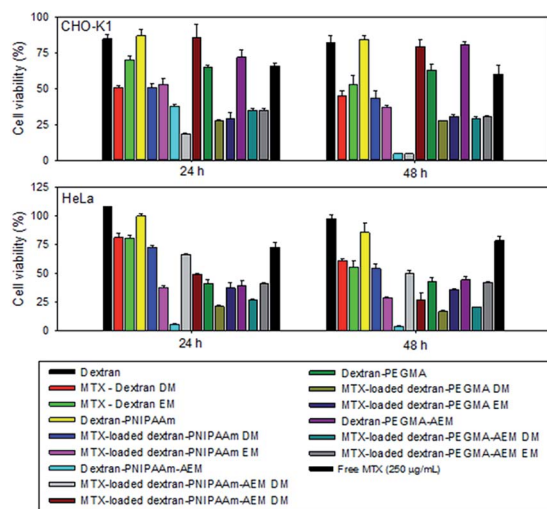 CHO-K1
Cell viability (%)
100
75
50
25
0
24 h
48 h
HeLa
Cell viability (%)
125
100
75
50
25
0
24 h
48 h
Dextran
MTX - Dextran DM
MTX - Dextran EM
Dextran-PNIPAAm
MTX-loaded dextran-PNIPAAm DM
MTX-loaded dextran-PNIPAAm EM
Dextran-PNIPAAm-AEM
MTX-loaded dextran-PNIPAAm-AEM DM
MTX-loaded dextran-PNIPAAm-AEM DM
Dextran-PEGMA
MTX-loaded dextran-PEGMA DM
MTX-loaded dextran-PEGMA EM
Dextran-PEGMA-AEM
MTX-loaded dextran-PEGMA-AEM DM
MTX-loaded dextran-PEGMA-AEM EM
Free MTX (250 µg/mL)